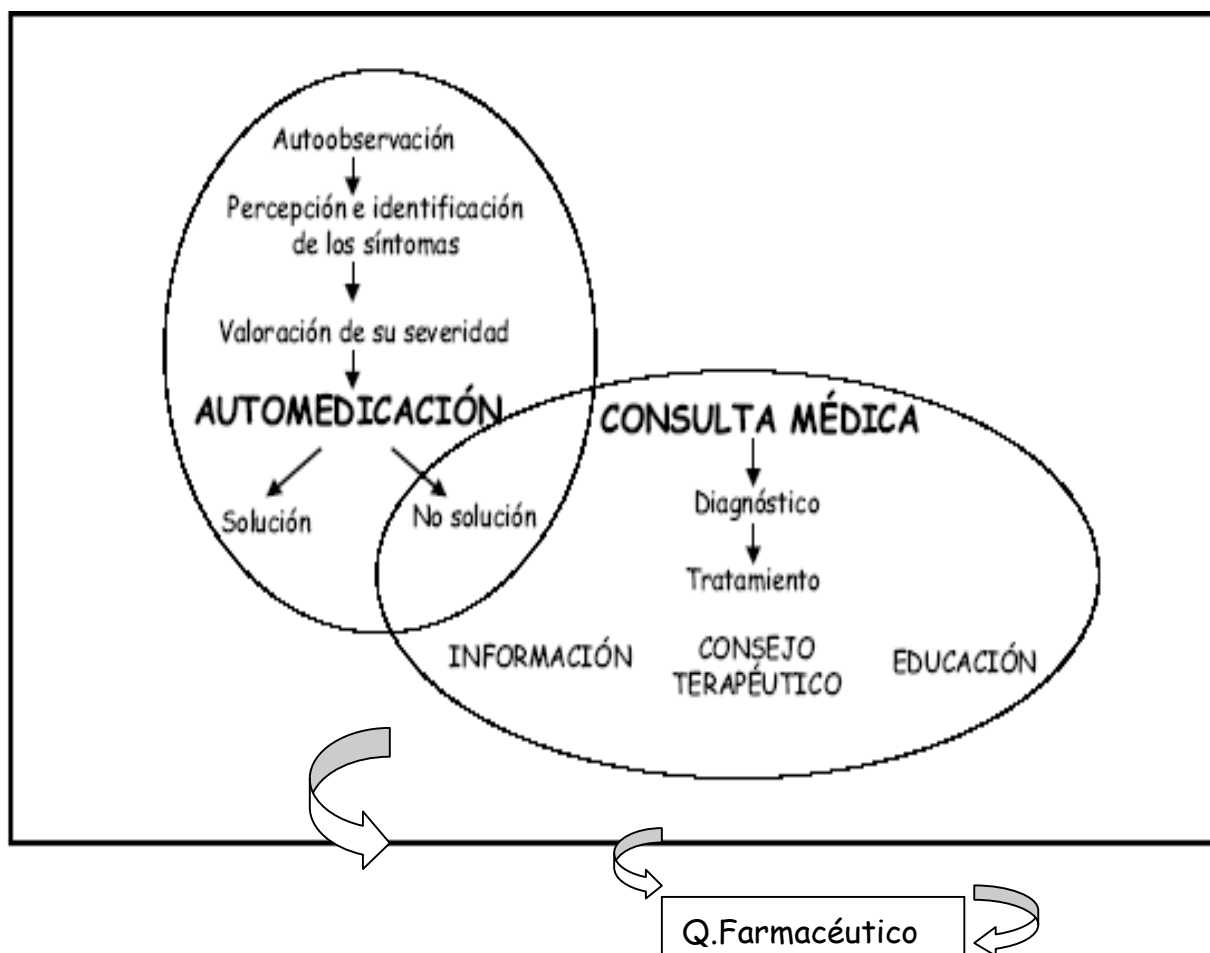 Autoobservación
Percepción e identificación
de los síntomas
Valoración de su severidad
AUTOMEDICACIÓN
Solución
No solución
CONSULTA MÉDICA
Diagnóstico
Tratamiento
INFORMACIÓN
CONSEJO
TERAPÉUTICO
EDUCACIÓN
Q.Farmacéutico